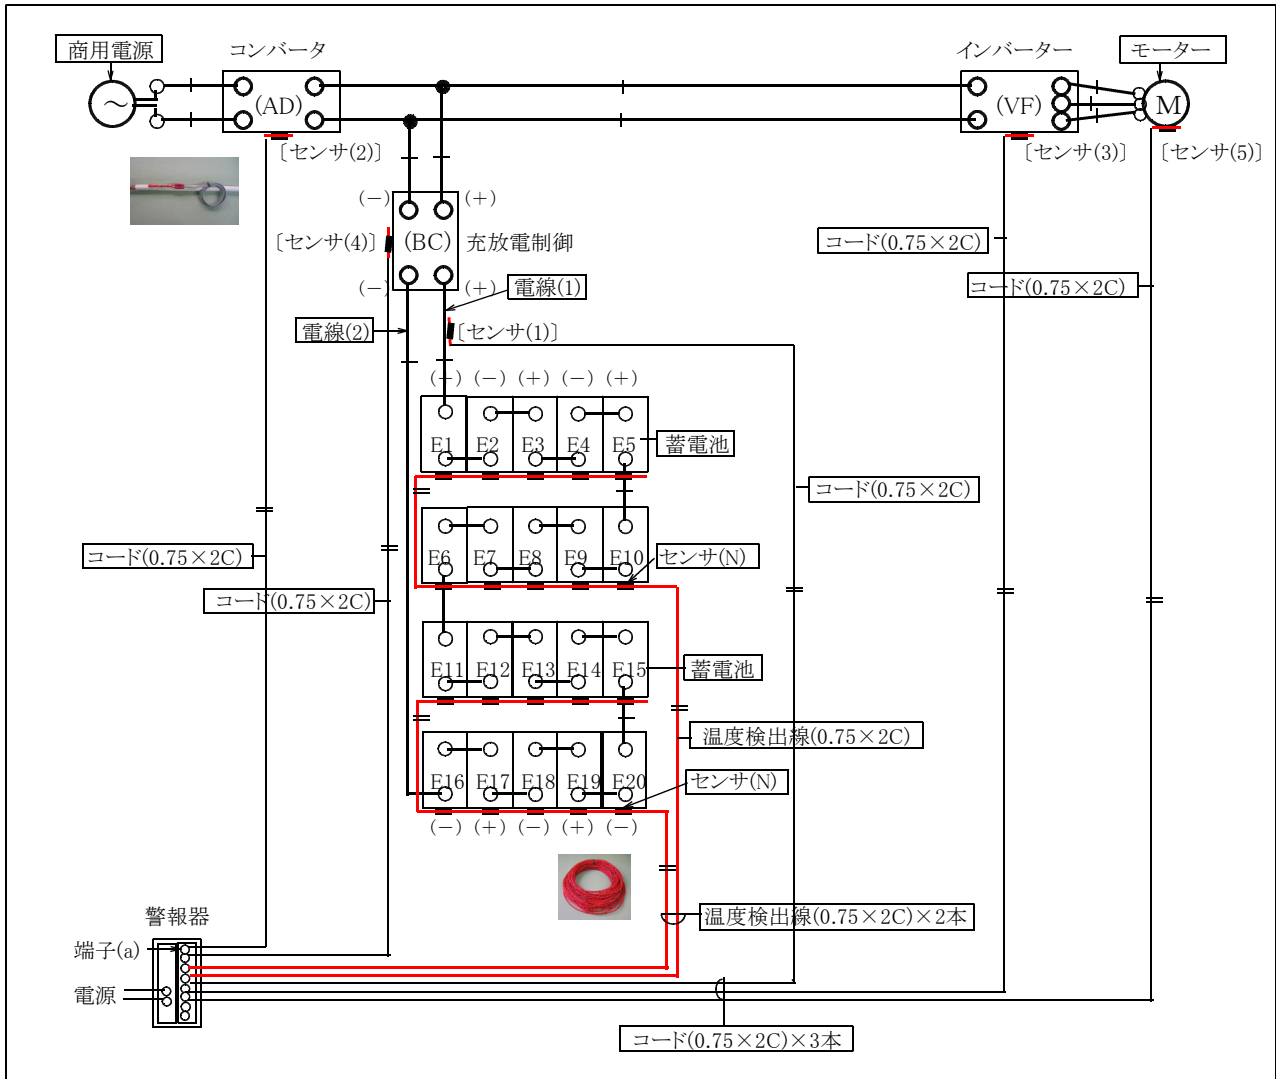 商用電源
コンバータ
インバーター
モーター
(AD)
(VF)
M
〔センサ(2)〕
〔センサ(3)〕
〔センサ(5)〕
(－)
(＋)
〔センサ(4)〕
(BC)
充放電制御
コード(0.75×2C)
コード(0.75×2C)
(－)
(＋)
電線(1)
電線(2)
〔センサ(1)〕
(＋) (－) (＋) (－) (＋)
E1 E2 E3 E4 E5
蓄電池
コード(0.75×2C)
コード(0.75×2C)
コード(0.75×2C)
E6 E7 E8 E9 E10
センサ(N)
E11 E12 E13 E14 E15
蓄電池
温度検出線(0.75×2C)
E16 E17 E18 E19 E20
センサ(N)
(－) (＋) (－) (＋) (－)
温度検出線(0.75×2C)×2本
警報器
端子(a)
電源
コード(0.75×2C)×3本